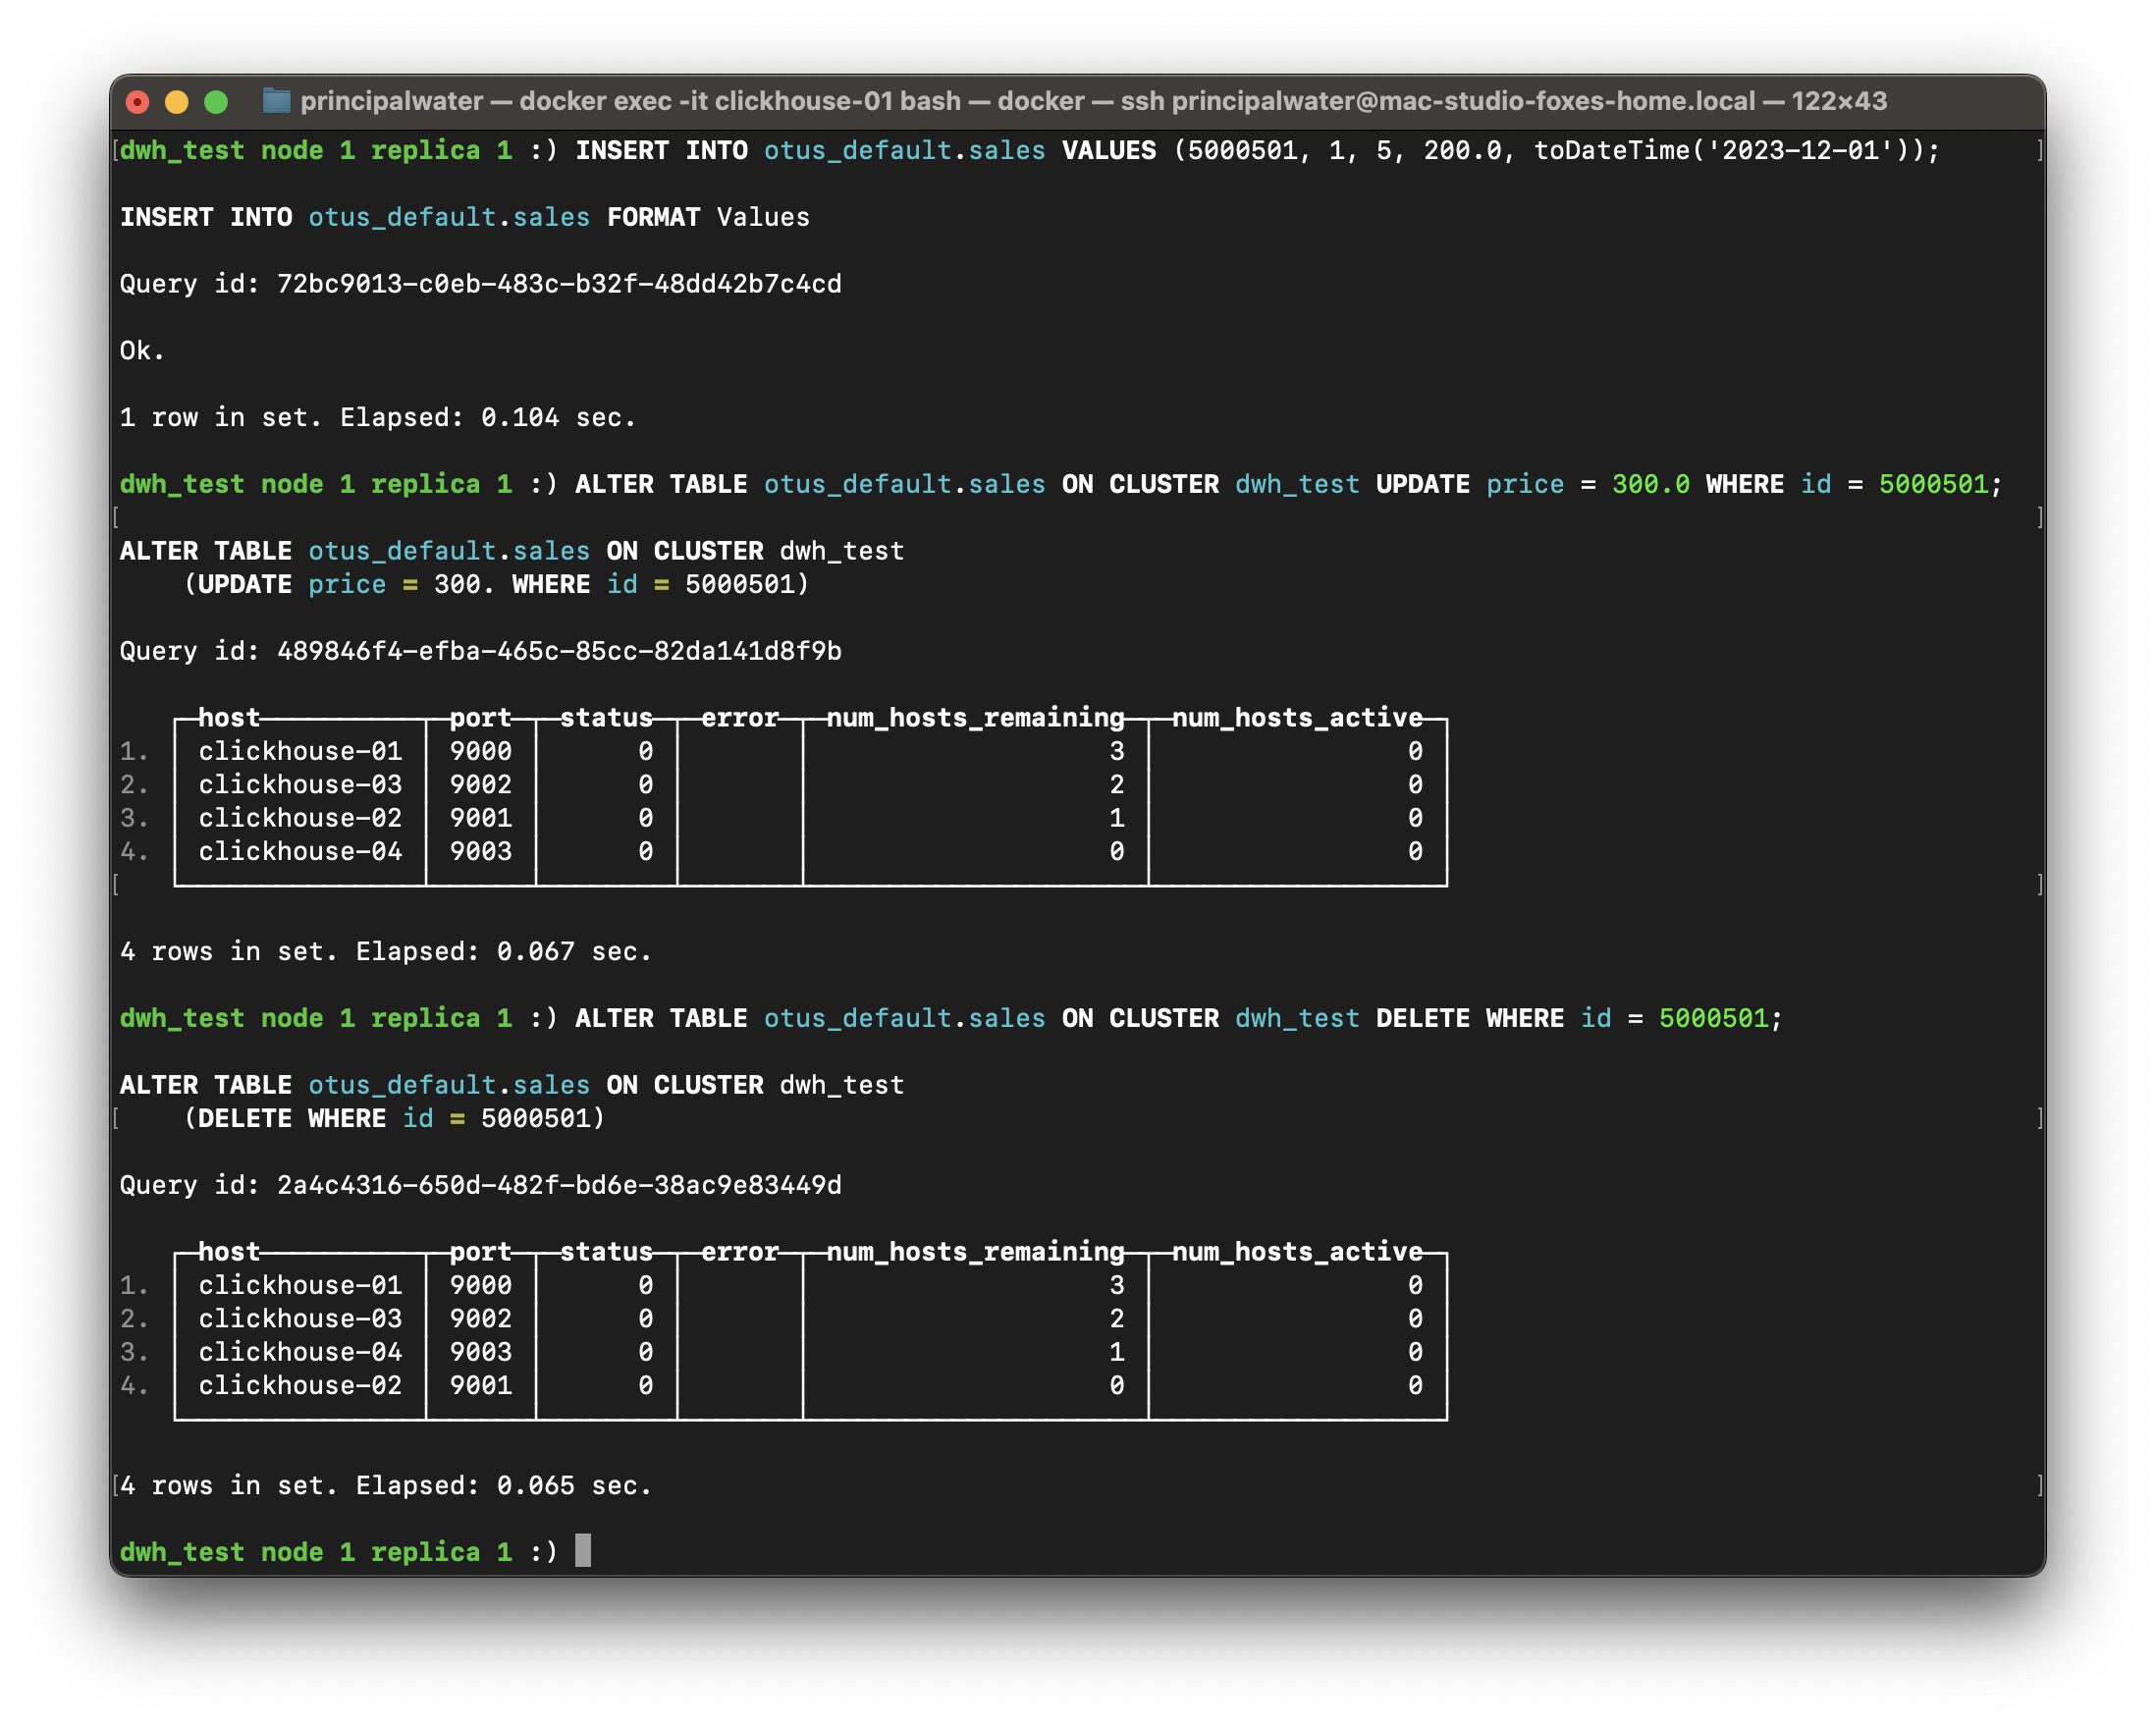 principalwater — docker exec -it clickhouse-01 bash — docker — ssh principalwater@mac-studio-foxes-home.local — 122×43
dwh_test node 1 replica 1 :) INSERT INTO otus_default.sales VALUES (5000501, 1, 5, 200.0, toDateTime('2023-12-01'));
INSERT INTO otus_default.sales FORMAT Values
Query id: 72bc9013-c0eb-483c-b32f-48dd42b7c4cd
Ok.
1 row in set. Elapsed: 0.104 sec.
dwh_test node 1 replica 1 :) ALTER TABLE otus_default.sales ON CLUSTER dwh_test UPDATE price = 300.0 WHERE id = 5000501;
ALTER TABLE otus_default.sales ON CLUSTER dwh_test
(UPDATE price = 300. WHERE id = 5000501)
Query id: 489846f4-efba-465c-85cc-82da141d8f9b
host port status error num_hosts_remaining num_hosts_active
1. clickhouse-01 9000 0 3 0
2. clickhouse-03 9002 0 2 0
3. clickhouse-02 9001 0 1 0
4. clickhouse-04 9003 0 0 0
4 rows in set. Elapsed: 0.067 sec.
dwh_test node 1 replica 1 :) ALTER TABLE otus_default.sales ON CLUSTER dwh_test DELETE WHERE id = 5000501;
ALTER TABLE otus_default.sales ON CLUSTER dwh_test
(DELETE WHERE id = 5000501)
Query id: 2a4c4316-650d-482f-bd6e-38ac9e83449d
host port status error num_hosts_remaining num_hosts_active
1. clickhouse-01 9000 0 3 0
2. clickhouse-03 9002 0 2 0
3. clickhouse-04 9003 0 1 0
4. clickhouse-02 9001 0 0 0
4 rows in set. Elapsed: 0.065 sec.
dwh_test node 1 replica 1 :)